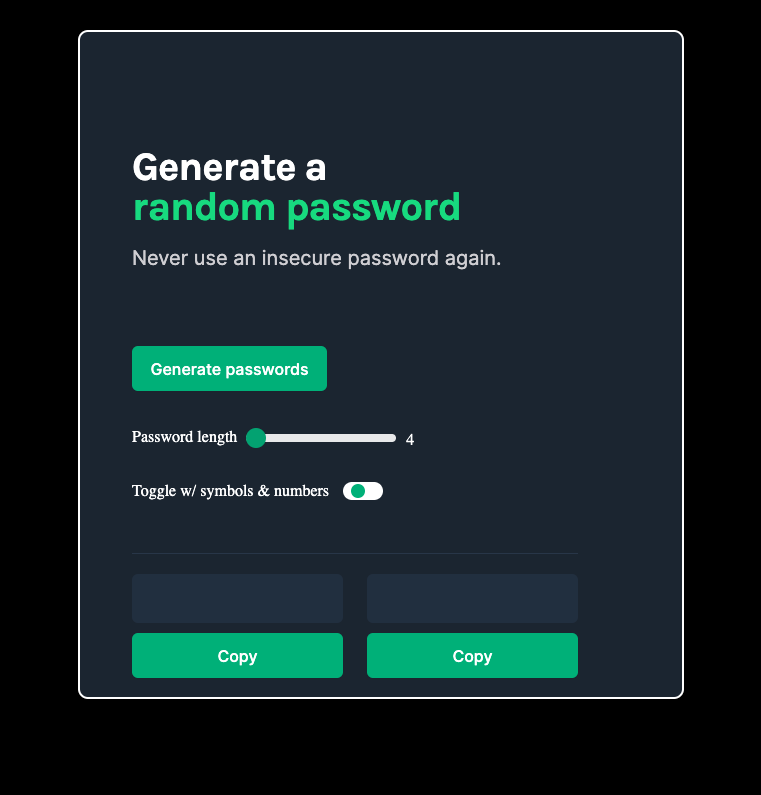 Generate a
random password
Never use an insecure password again.
Generate passwords
Password length 4
Toggle w/ symbols & numbers
Copy Copy